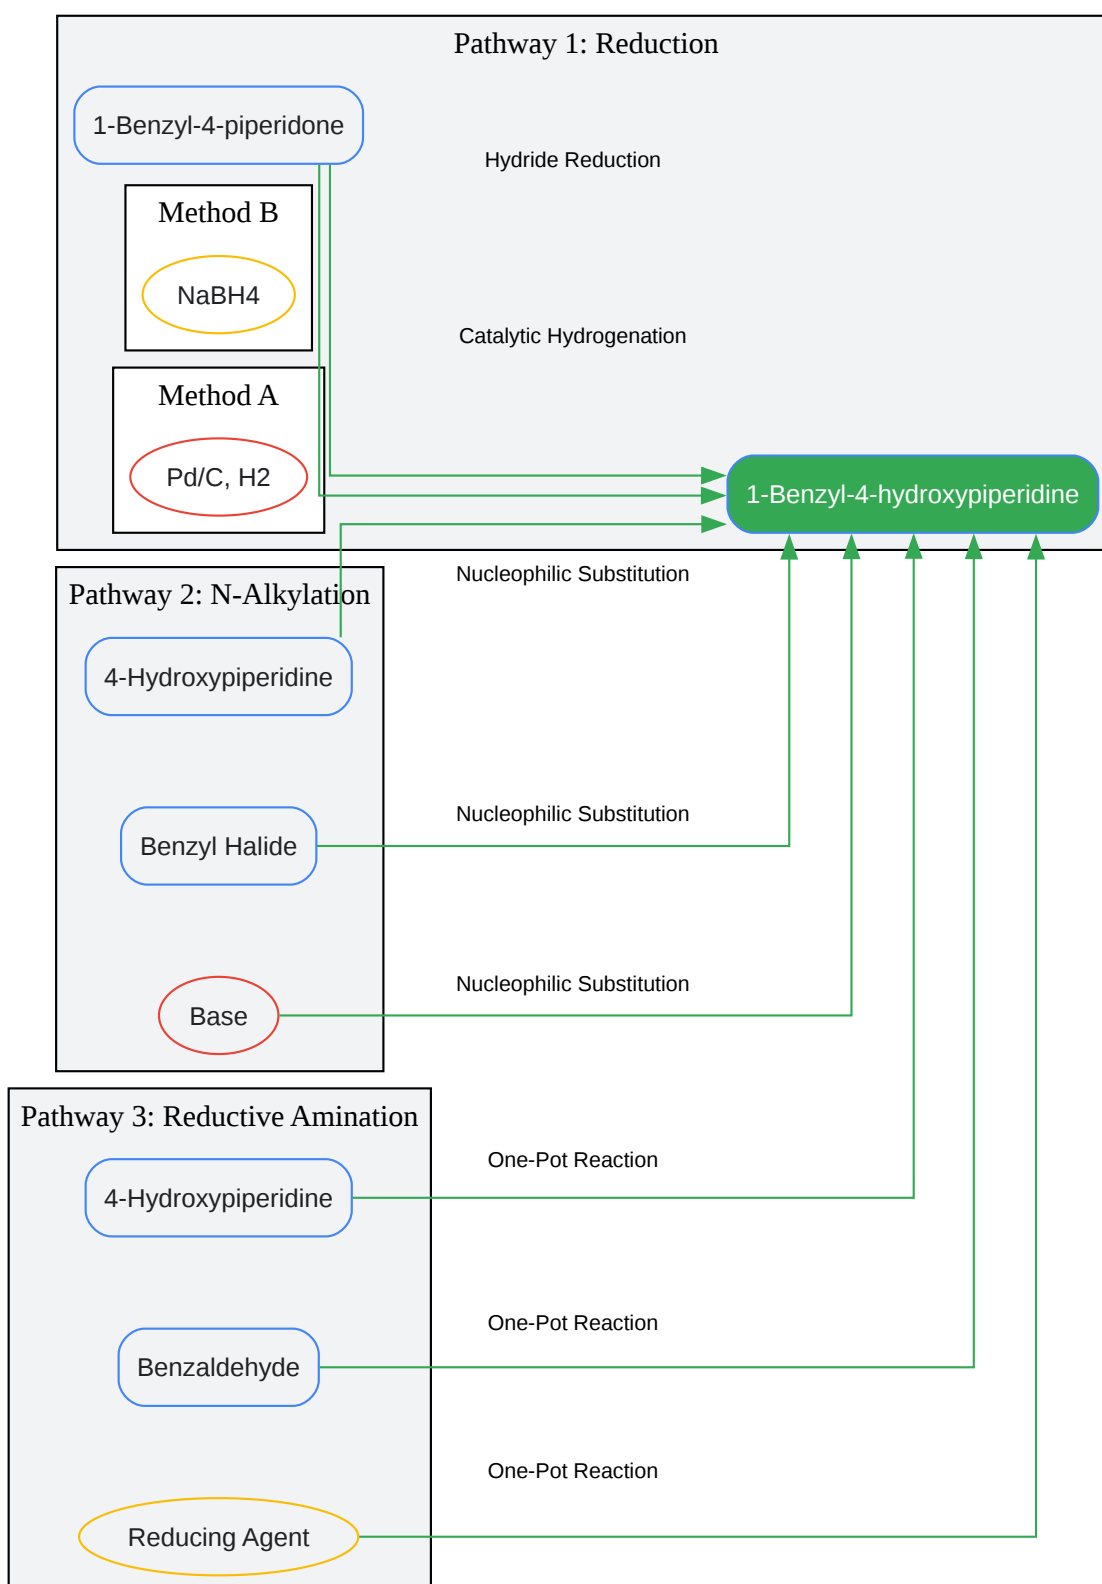 Pathway 1: Reduction
1-Benzyl-4-piperidone
Hydride Reduction
Method B
NaBH4
Catalytic Hydrogenation
Method A
Pd/C, H2
1-Benzyl-4-hydroxypiperidine
Nucleophilic Substitution
Pathway 2: N-Alkylation
4-Hydroxypiperidine
Nucleophilic Substitution
Benzyl Halide
Nucleophilic Substitution
Base
Pathway 3: Reductive Amination
One-Pot Reaction
4-Hydroxypiperidine
One-Pot Reaction
Benzaldehyde
One-Pot Reaction
Reducing Agent